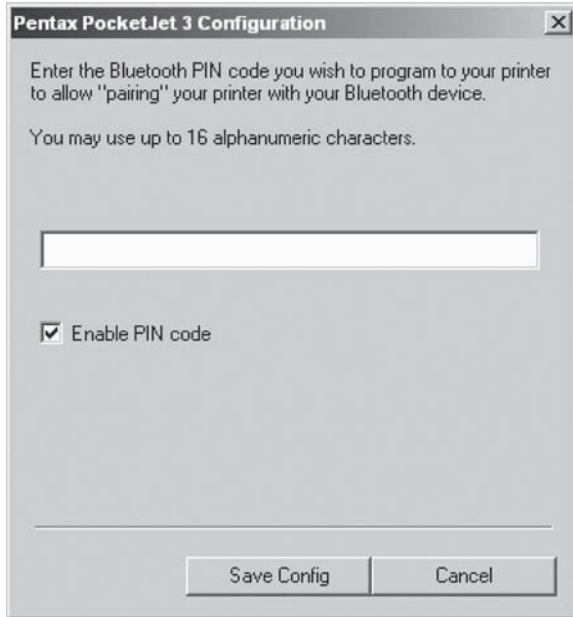 Pentax PocketJet 3 Configuration
Enter the Bluetooth PIN code you wish to program to your printer
to allow "pairing" your printer with your Bluetooth device.
You may use up to 16 alphanumeric characters.
Enable PIN code
Save Config
Cancel